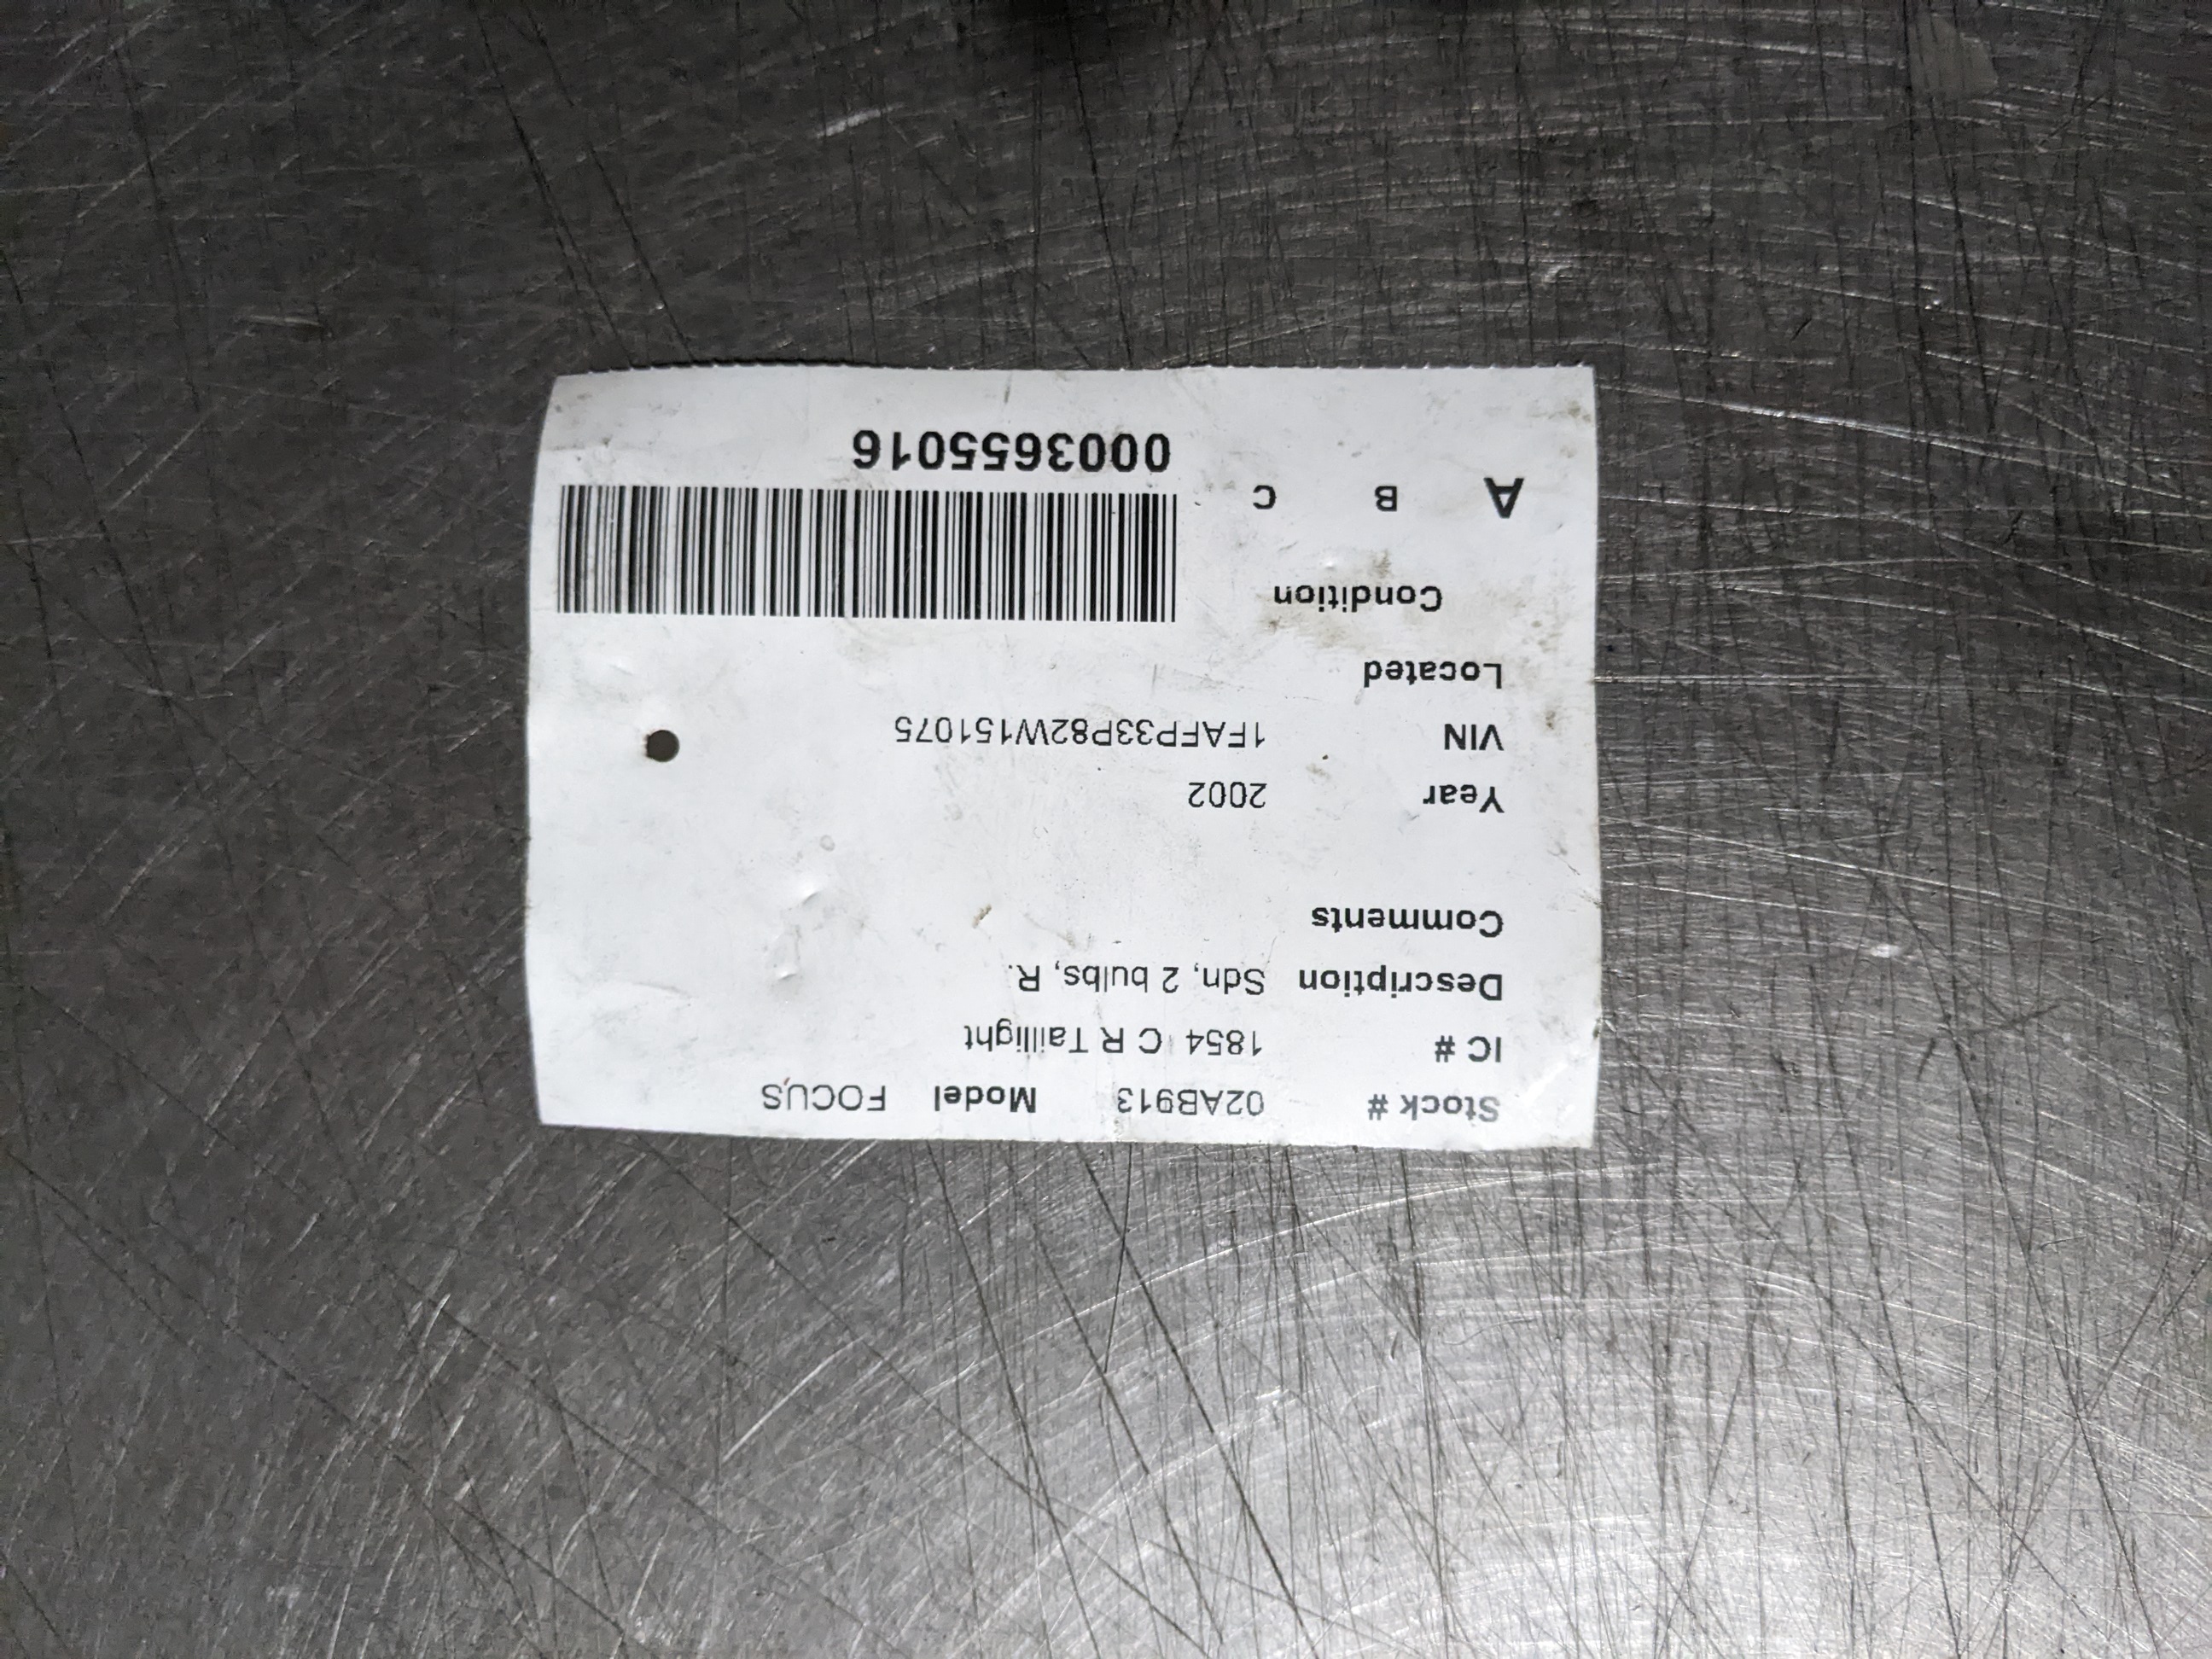 Stock # 02AB913 Model FOCUS
IC # 1854 C R Taillight
Description Sdn, 2 bulbs, R.
Comments
Year 2002
VIN 1FAFP33P82W151075
Located
Condition
A B C
0003655016